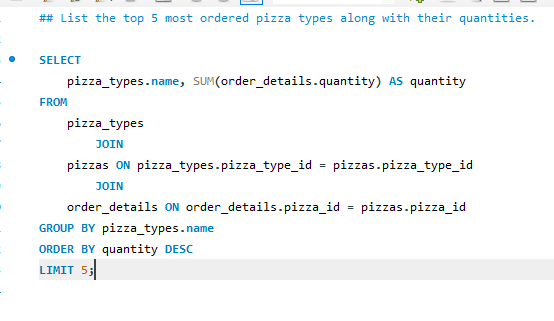 ## List the top 5 most ordered pizza types along with their quantities.
SELECT
pizza_types.name, SUM(order_details.quantity) AS quantity
FROM
pizza_types
JOIN
pizzas ON pizza_types.pizza_type_id = pizzas.pizza_type_id
JOIN
order_details ON order_details.pizza_id = pizzas.pizza_id
GROUP BY pizza_types.name
ORDER BY quantity DESC
LIMIT 5;